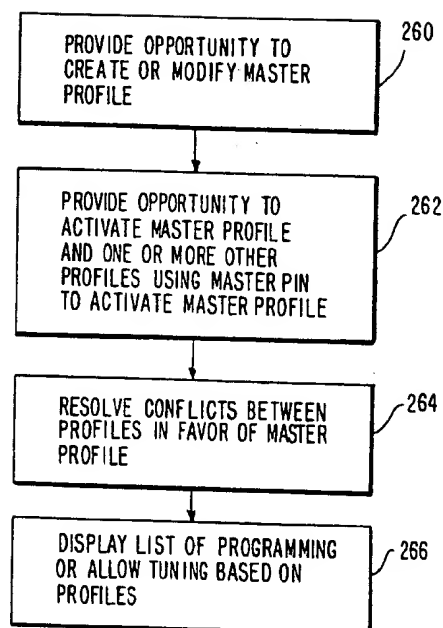 PROVIDE OPPORTUNITY TO
CREATE OR MODIFY MASTER
PROFILE
260
PROVIDE OPPORTUNITY TO
ACTIVATE MASTER PROFILE
AND ONE OR MORE OTHER
PROFILES USING MASTER PIN
TO ACTIVATE MASTER PROFILE
262
RESOLVE CONFLICTS BETWEEN
PROFILES IN FAVOR OF MASTER
PROFILE
264
DISPLAY LIST OF PROGRAMMING
OR ALLOW TUNING BASED ON
PROFILES
266